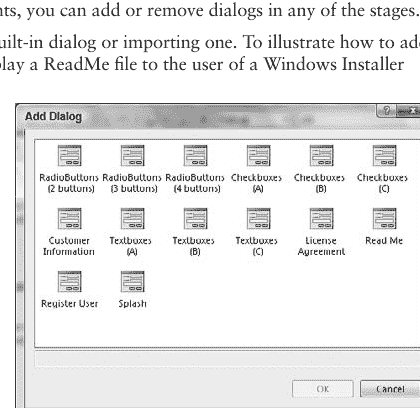 nts, you can add or remove dialogs in any of the stages.
uilt-in dialog or importing one. To illustrate how to ad
play a ReadMe file to the user of a Windows Installer
Add Dialog
RadioButtons RadioButtons RadioButtons Checkboxes Checkboxes Checkboxes
(2 buttons) (3 buttons) (4 buttons) (A) (B) (C)
Customer Textboxes Textboxes Textboxes License Read Me
Information (A) (B) (C) Agreement
Register User Splash
OK Cancel